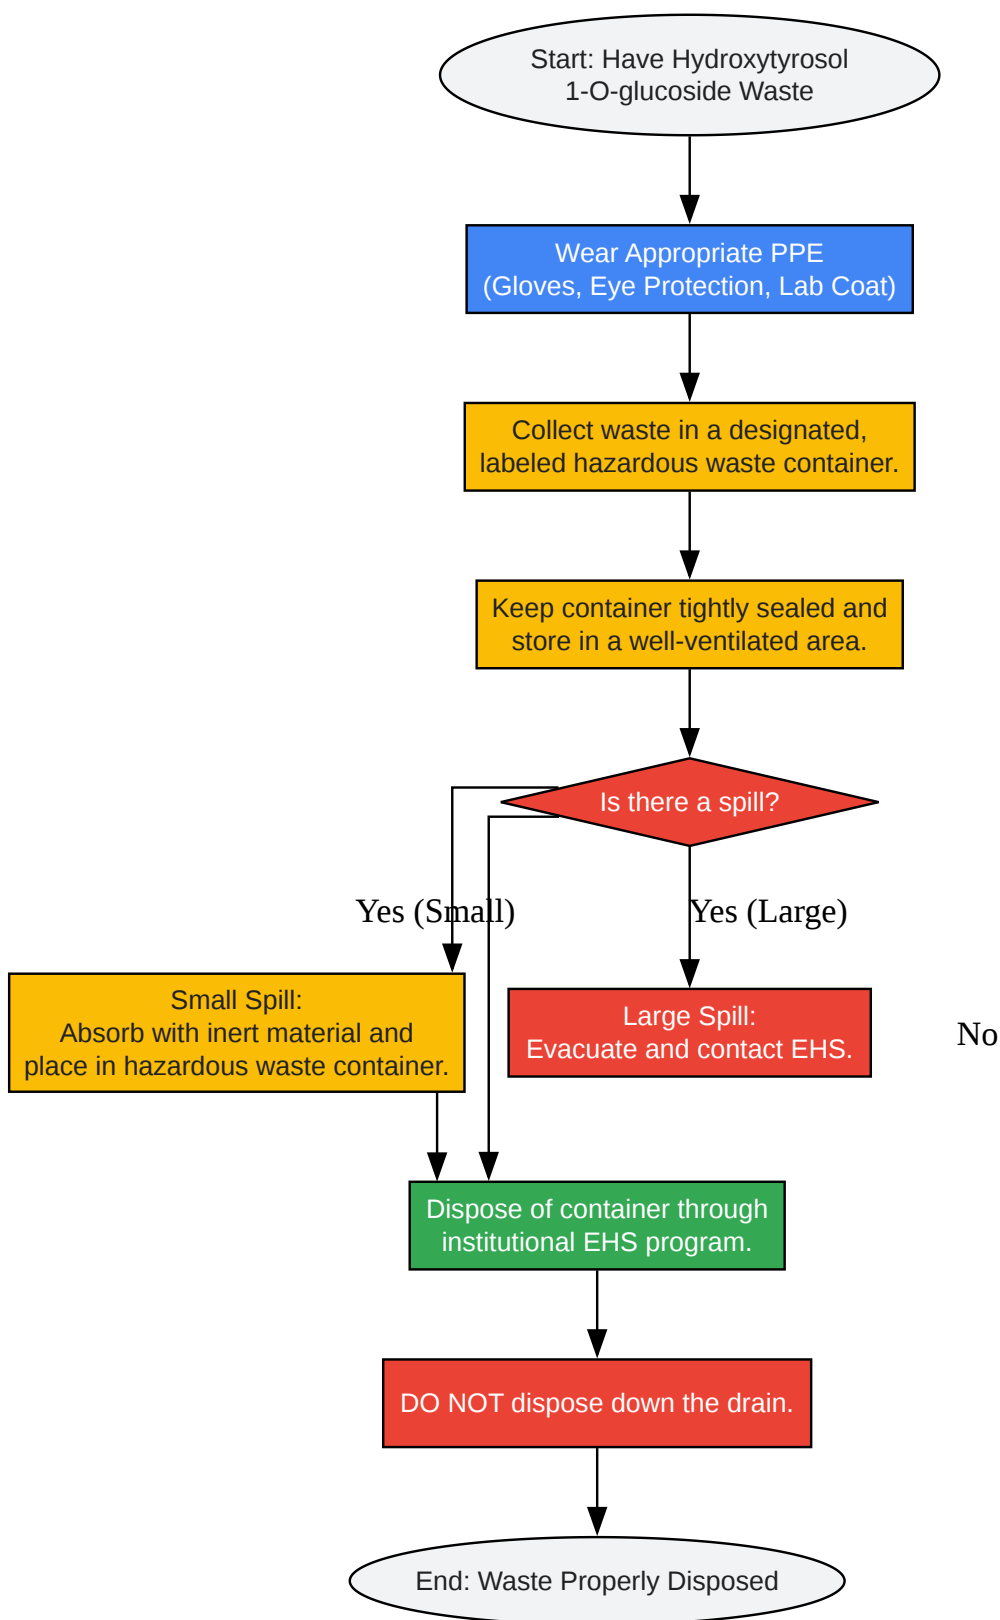 Start: Have Hydroxytyrosol
1-O-glucoside Waste
Wear Appropriate PPE
(Gloves, Eye Protection, Lab Coat)
Collect waste in a designated,
labeled hazardous waste container.
Keep container tightly sealed and
store in a well-ventilated area.
Is there a spill?
Yes (Small)
Yes (Large)
Small Spill:
Absorb with inert material and
place in hazardous waste container.
Large Spill:
Evacuate and contact EHS.
No
Dispose of container through
institutional EHS program.
DO NOT dispose down the drain.
End: Waste Properly Disposed